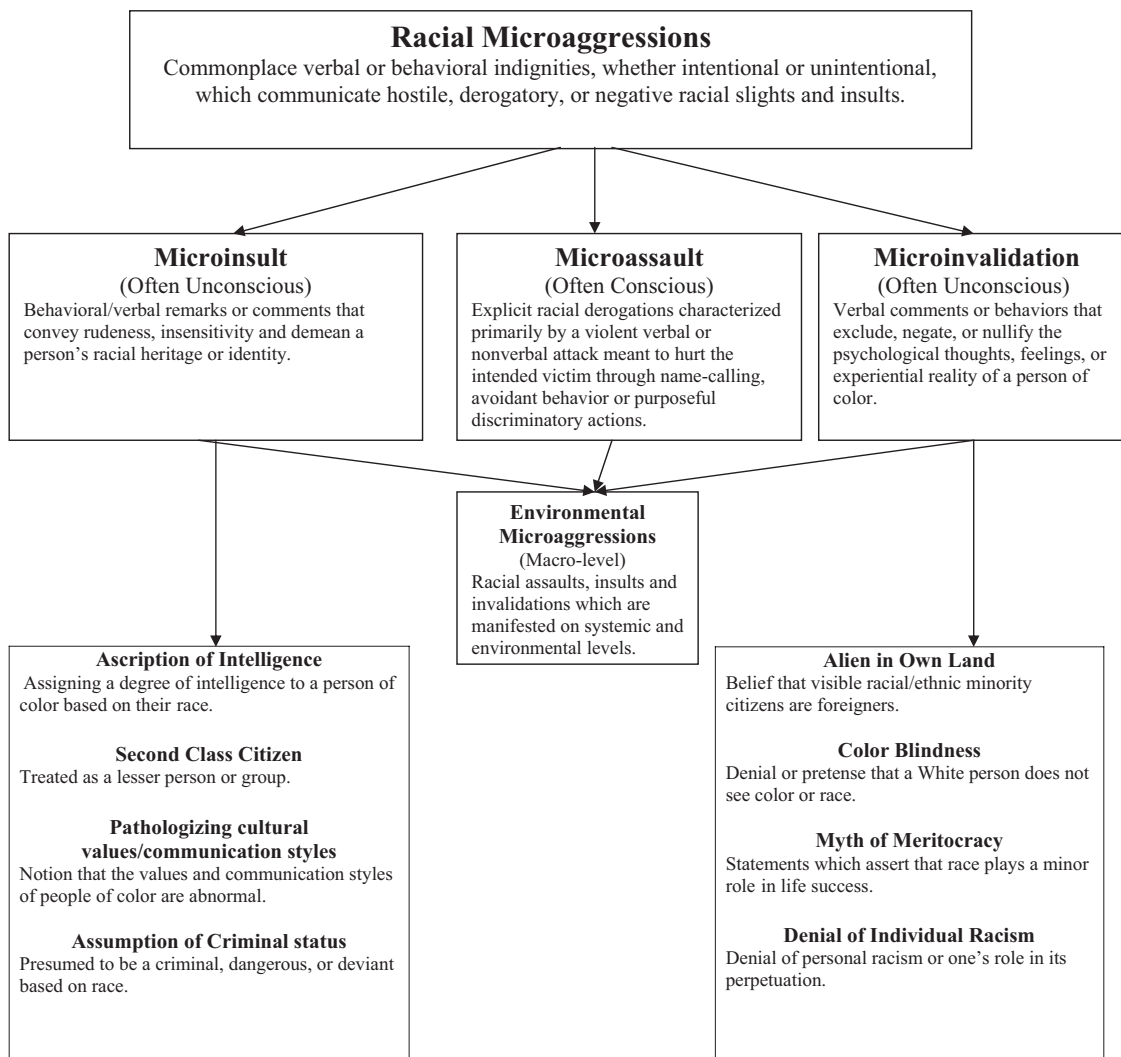 Racial Microaggressions
Commonplace verbal or behavioral indignities, whether intentional or unintentional,
which communicate hostile, derogatory, or negative racial slights and insults.
Microinsult
(Often Unconscious)
Behavioral/verbal remarks or comments that
convey rudeness, insensitivity and demean a
person’s racial heritage or identity.
Microassault
(Often Conscious)
Explicit racial derogations characterized
primarily by a violent verbal or
nonverbal attack meant to hurt the
intended victim through name-calling,
avoidant behavior or purposeful
discriminatory actions.
Microinvalidation
(Often Unconscious)
Verbal comments or behaviors that
exclude, negate, or nullify the
psychological thoughts, feelings, or
experiential reality of a person of
color.
Environmental
Microaggressions
(Macro-level)
Racial assaults, insults and
invalidations which are
manifested on systemic and
environmental levels.
Ascription of Intelligence
Assigning a degree of intelligence to a person of
color based on their race.
Second Class Citizen
Treated as a lesser person or group.
Pathologizing cultural
values/communication styles
Notion that the values and communication styles
of people of color are abnormal.
Assumption of Criminal status
Presumed to be a criminal, dangerous, or deviant
based on race.
Alien in Own Land
Belief that visible racial/ethnic minority
citizens are foreigners.
Color Blindness
Denial or pretense that a White person does not
see color or race.
Myth of Meritocracy
Statements which assert that race plays a minor
role in life success.
Denial of Individual Racism
Denial of personal racism or one’s role in its
perpetuation.